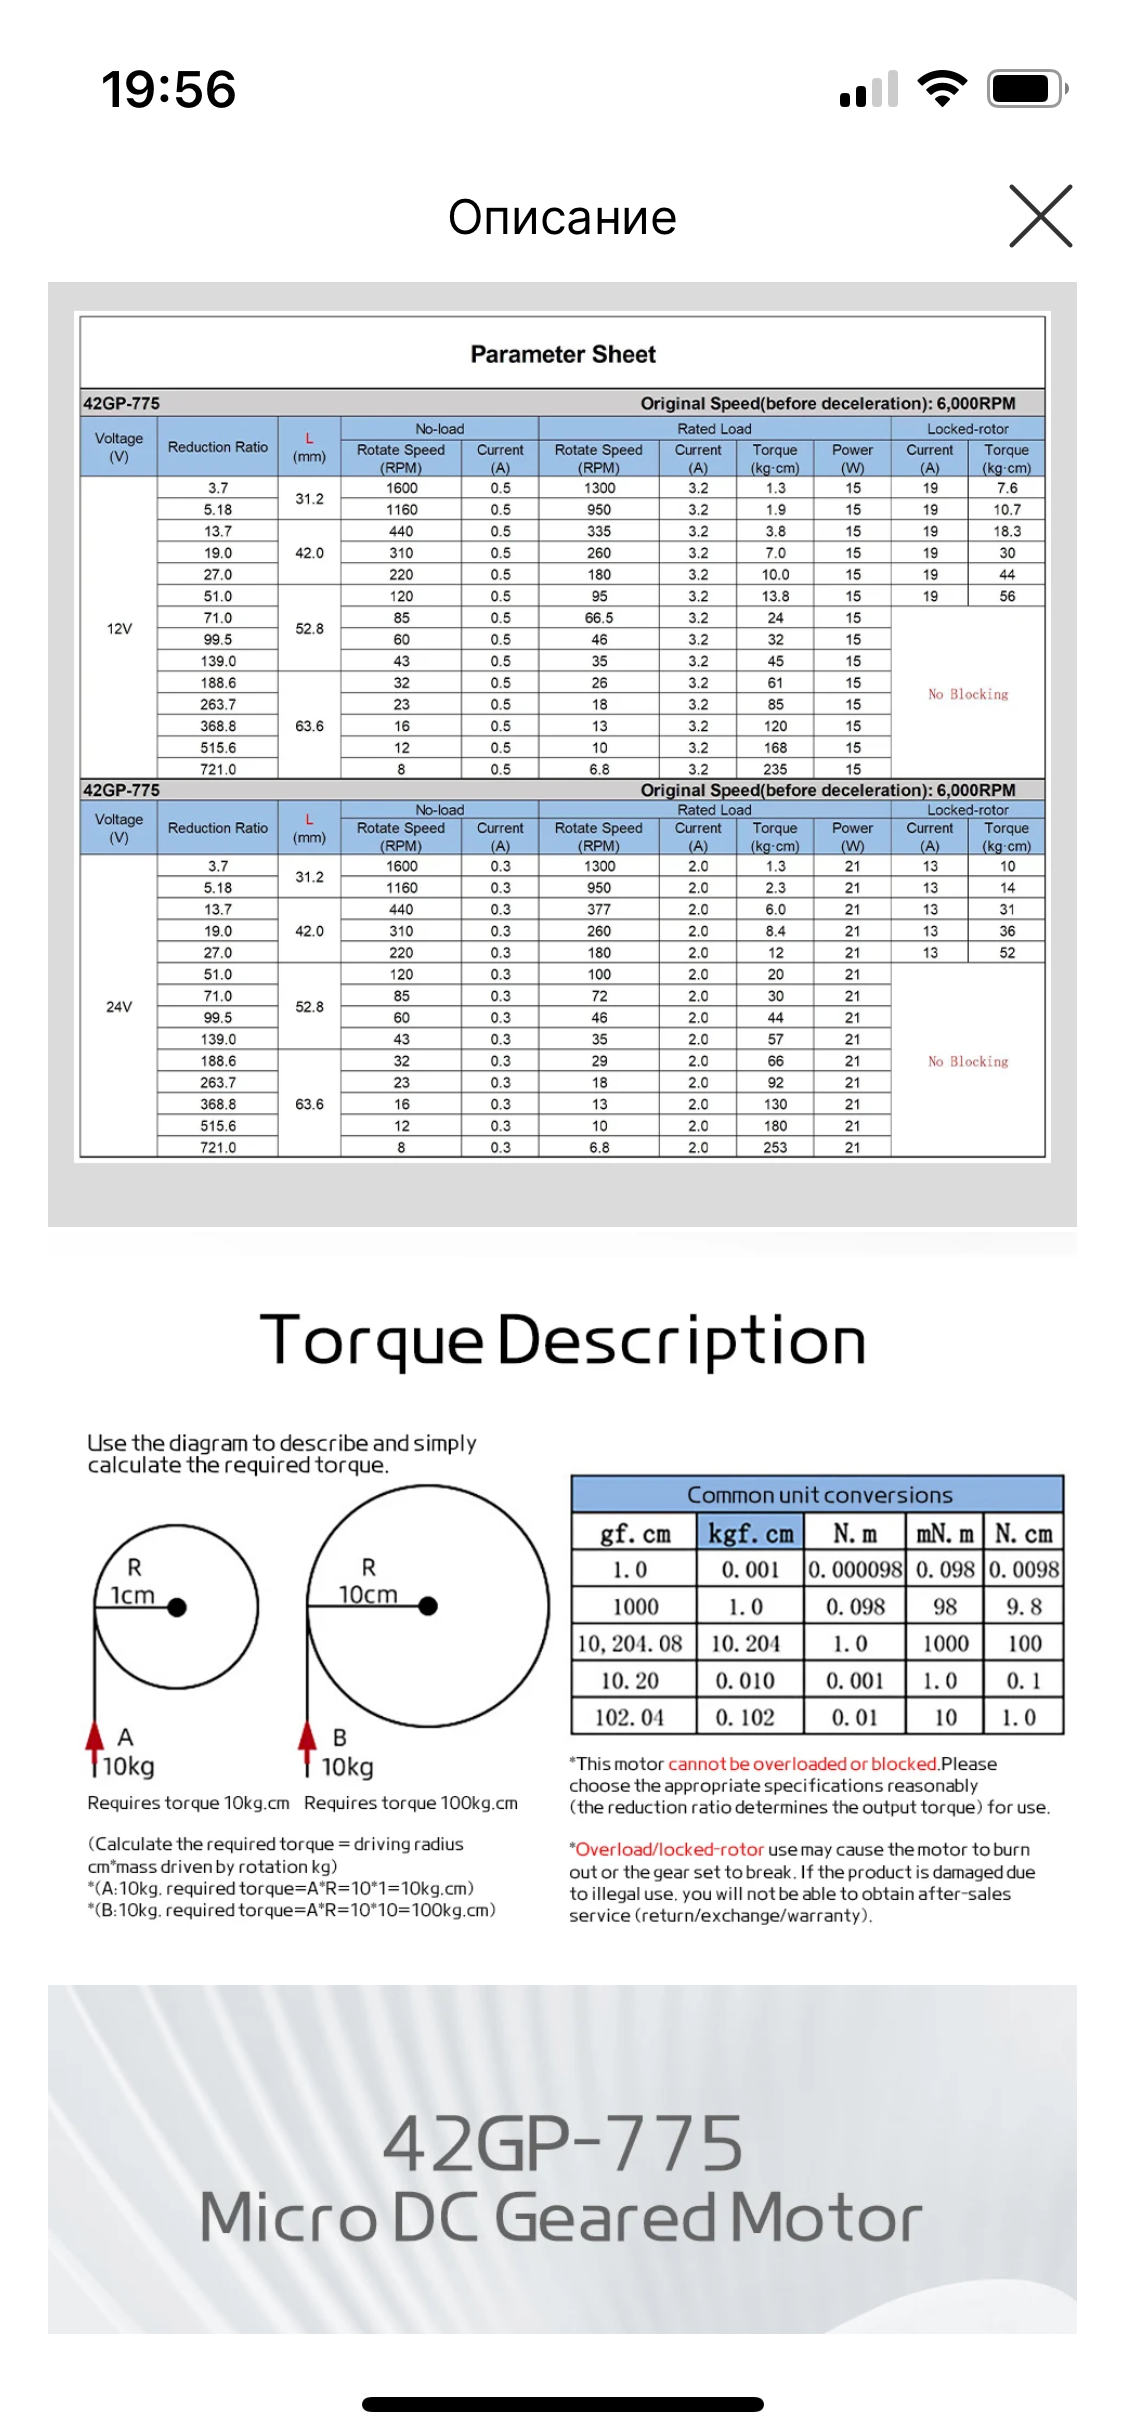 19:56
Описание
Parameter Sheet
42GP-775 Original Speed(before deceleration): 6,000RPM
Voltage (V) Reduction Ratio L (mm) No-load Rated Load Locked-rotor
Rotate Speed (RPM) Current (A) Rotate Speed (RPM) Current (A) Torque (kg·cm) Power (W) Current (A) Torque (kg·cm)
12V
3.7 31.2 1600 0.5 1300 3.2 1.3 15 19 7.6
5.18 1160 0.5 950 3.2 1.9 15 19 10.7
13.7 440 0.5 335 3.2 3.8 15 19 18.3
19.0 42.0 310 0.5 260 3.2 7.0 15 19 30
27.0 220 0.5 180 3.2 10.0 15 19 44
51.0 120 0.5 95 3.2 13.8 15 19 56
71.0 52.8 85 0.5 66.5 3.2 24 15
99.5 60 0.5 46 3.2 32 15
139.0 43 0.5 35 3.2 45 15
188.6 32 0.5 26 3.2 61 15 No Blocking
263.7 23 0.5 18 3.2 85 15
368.8 63.6 16 0.5 13 3.2 120 15
515.6 12 0.5 10 3.2 168 15
721.0 8 0.5 6.8 3.2 235 15
42GP-775 Original Speed(before deceleration): 6,000RPM
Voltage (V) Reduction Ratio L (mm) No-load Rated Load Locked-rotor
Rotate Speed (RPM) Current (A) Rotate Speed (RPM) Current (A) Torque (kg·cm) Power (W) Current (A) Torque (kg·cm)
24V
3.7 31.2 1600 0.3 1300 2.0 1.3 21 13 10
5.18 1160 0.3 950 2.0 2.3 21 13 14
13.7 440 0.3 377 2.0 6.0 21 13 31
19.0 42.0 310 0.3 260 2.0 8.4 21 13 36
27.0 220 0.3 180 2.0 12 21 13 52
51.0 120 0.3 100 2.0 20 21
71.0 52.8 85 0.3 72 2.0 30 21
99.5 60 0.3 46 2.0 44 21
139.0 43 0.3 35 2.0 57 21
188.6 32 0.3 29 2.0 66 21 No Blocking
263.7 23 0.3 18 2.0 92 21
368.8 63.6 16 0.3 13 2.0 130 21
515.6 12 0.3 10 2.0 180 21
721.0 8 0.3 6.8 2.0 253 21
Torque Description
Use the diagram to describe and simply
calculate the required torque.
R
1cm
A
10kg
Requires torque 10kg.cm
R
10cm
B
10kg
Requires torque 100kg.cm
(Calculate the required torque = driving radius
cm*mass driven by rotation kg)
*(A:10kg. required torque=A*R=10*1=10kg.cm)
*(B:10kg. required torque=A*R=10*10=100kg.cm)
Common unit conversions
gf. cm kgf. cm N. m mN. m N. cm
1.0 0.001 0.000098 0.098 0.0098
1000 1.0 0.098 98 9.8
10,204.08 10.204 1.0 1000 100
10.20 0.010 0.001 1.0 0.1
102.04 0.102 0.01 10 1.0
*This motor cannot be overloaded or blocked.Please
choose the appropriate specifications reasonably
(the reduction ratio determines the output torque) for use.
*Overload/locked-rotor use may cause the motor to burn
out or the gear set to break. If the product is damaged due
to illegal use. you will not be able to obtain after-sales
service (return/exchange/warranty).
42GP-775
Micro DC Geared Motor